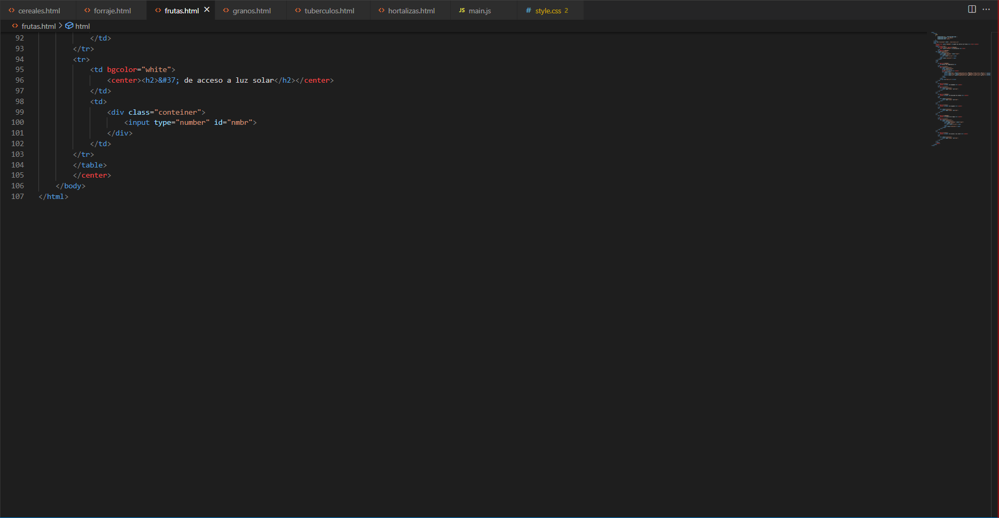 cereales.html forraje.html frutas.html granos.html tuberculos.html hortalizas.html JS main.js # style.css 2
frutas.html > html
92 </td>
93 </tr>
94 <tr>
95 <td bgcolor="white">
96 <center><h2>&#37; de acceso a luz solar</h2></center>
97 </td>
98 <td>
99 <div class="conteiner">
100 <input type="number" id="nmbr">
101 </div>
102 </td>
103 </tr>
104 </table>
105 </center>
106 </body>
107 </html>